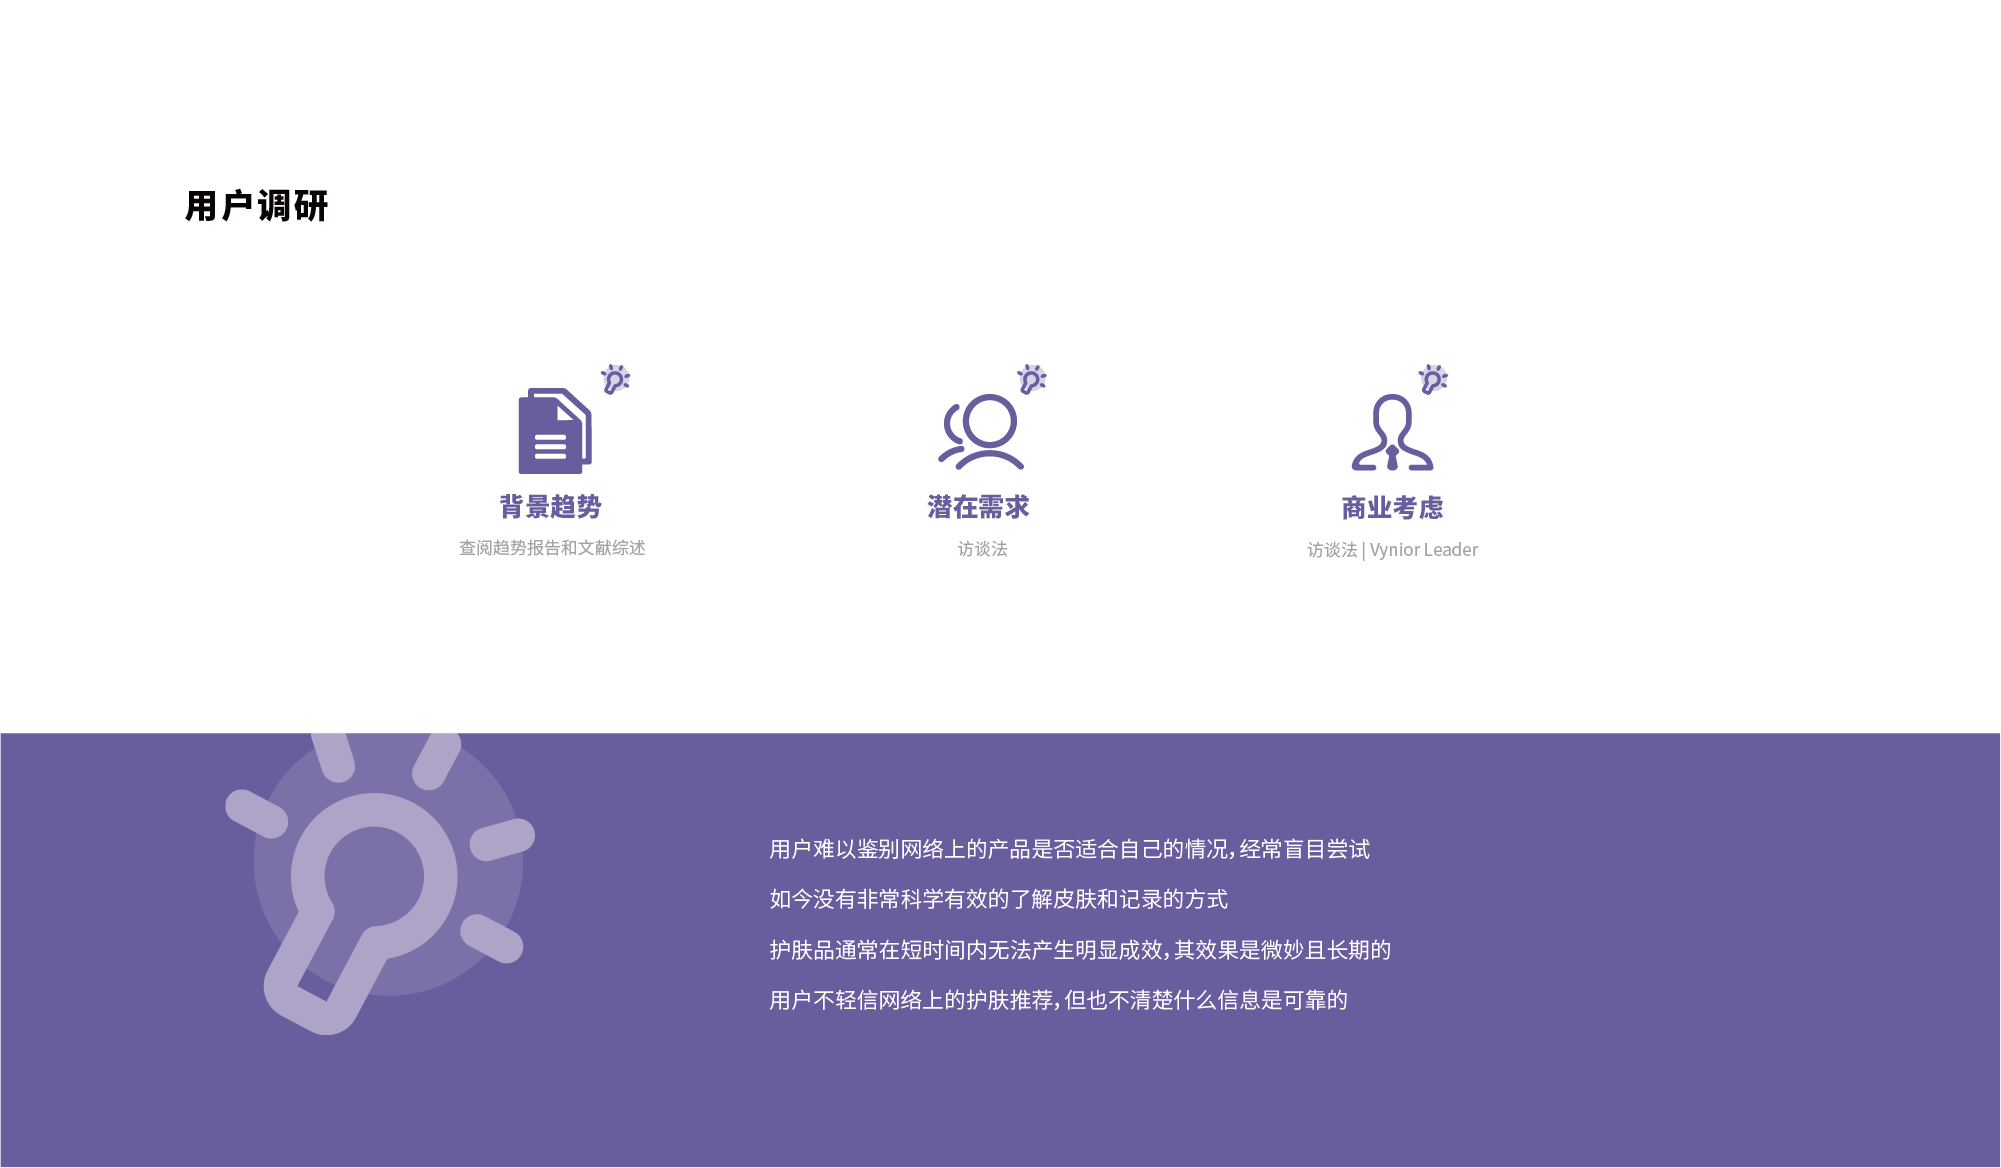 用户调研
背景趋势
潜在需求
商业考虑
查阅趋势报告和文献综述
访谈法
访谈法 | Vynior Leader
用户难以鉴别网络上的产品是否适合自己的情况，经常盲目尝试
如今没有非常科学有效的了解皮肤和记录的方式
护肤品通常在短时间内无法产生明显成效，其效果是微妙且长期的
用户不轻信网络上的护肤推荐，但也不清楚什么信息是可靠的